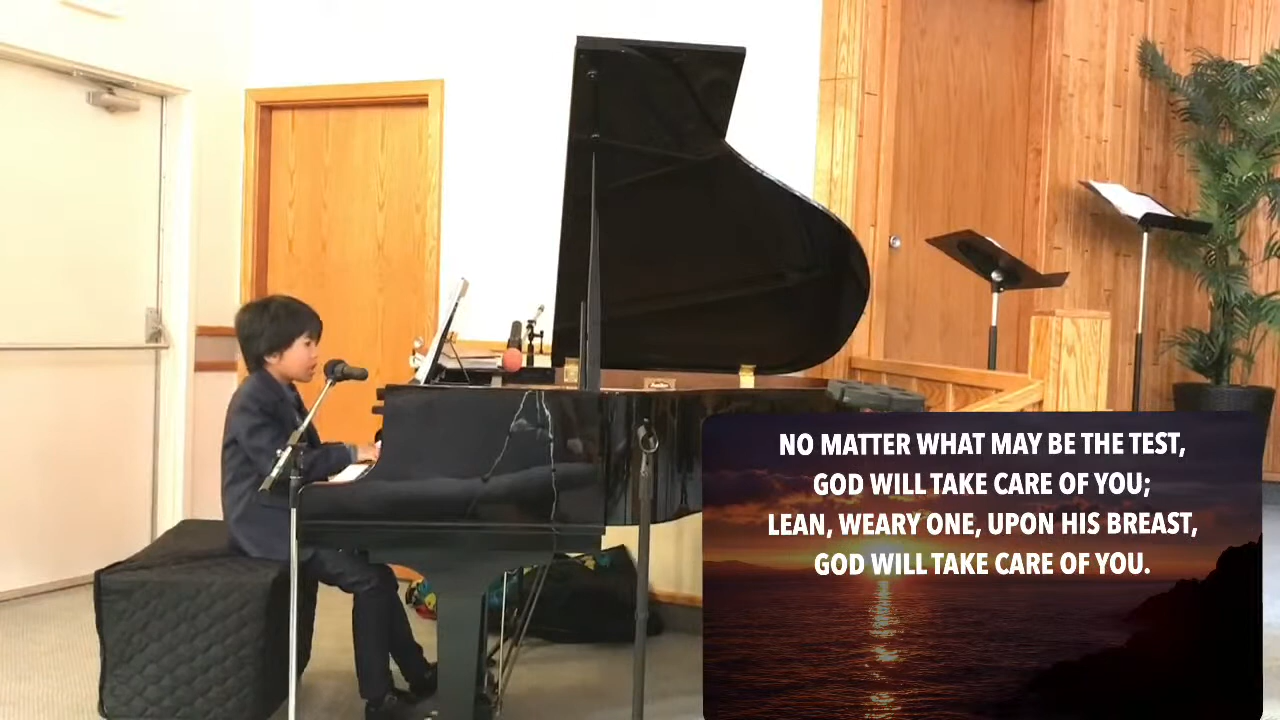 NO MATTER WHAT MAY BE THE TEST,
GOD WILL TAKE CARE OF YOU;
LEAN, WEARY ONE, UPON HIS BREAST,
GOD WILL TAKE CARE OF YOU.